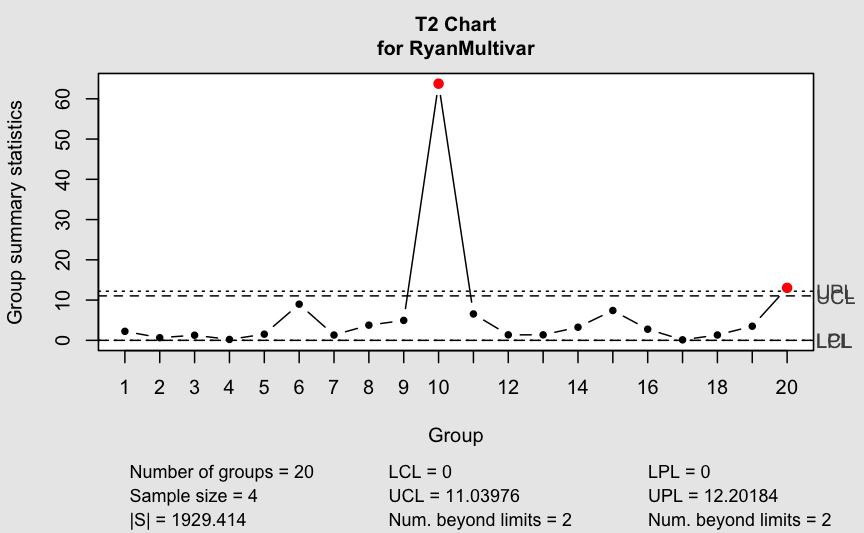 T2 Chart
for RyanMultivar
Group summary statistics
60
50
40
30
20
10
0
UPL
UCL
LPL
LCL
1 2 3 4 5 6 7 8 9 10 12 14 16 18 20
Group
Number of groups = 20 LCL = 0 LPL = 0
Sample size = 4 UCL = 11.03976 UPL = 12.20184
|S| = 1929.414 Num. beyond limits = 2 Num. beyond limits = 2